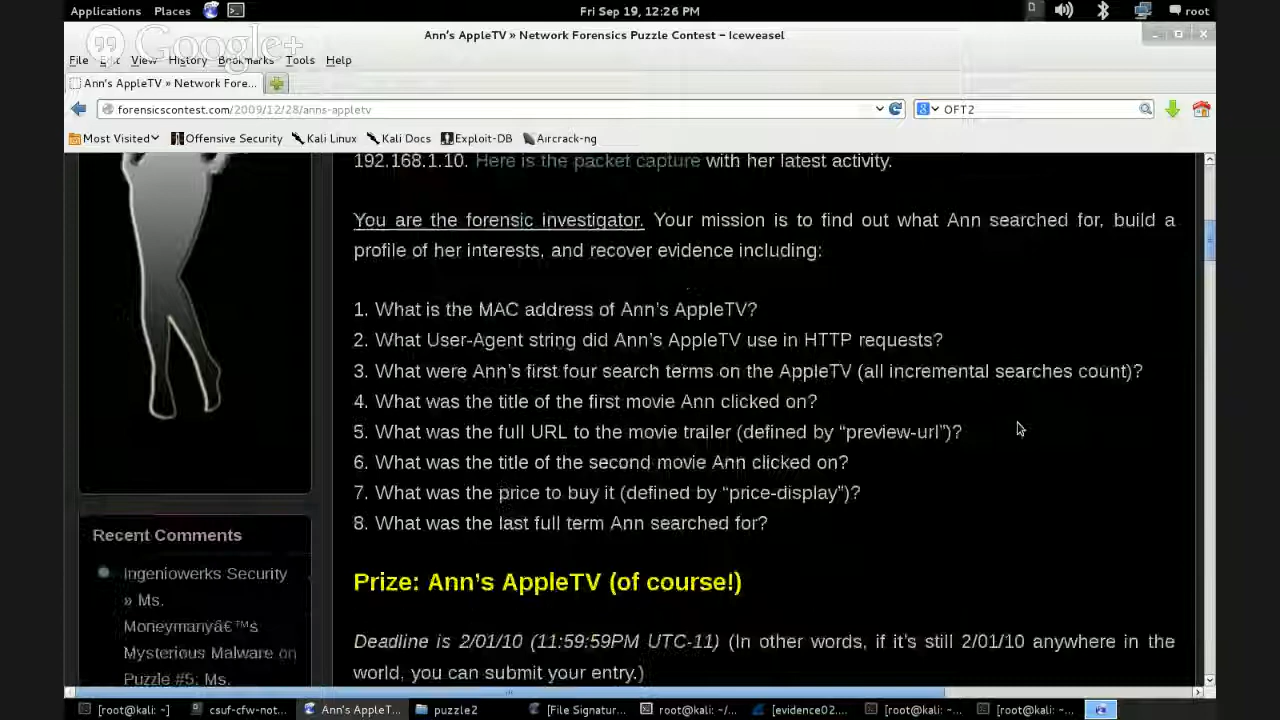 Applications Places Fri Sep 19, 12:26 PM root
Google+
Ann's AppleTV » Network Forensics Puzzle Contest – Iceweasel
File Edit View History Bookmarks Tools Help
Ann's AppleTV » Network Fore...
forensicscontest.com/2009/12/28/anns-appletv OFT2
Most Visited Offensive Security Kali Linux Kali Docs Exploit-DB Aircrack-ng
192.168.1.10. Here is the packet capture with her latest activity.
You are the forensic investigator. Your mission is to find out what Ann searched for, build a
profile of her interests, and recover evidence including:
1. What is the MAC address of Ann's AppleTV?
2. What User-Agent string did Ann's AppleTV use in HTTP requests?
3. What were Ann's first four search terms on the AppleTV (all incremental searches count)?
4. What was the title of the first movie Ann clicked on?
5. What was the full URL to the movie trailer (defined by “preview-url”)?
6. What was the title of the second movie Ann clicked on?
7. What was the price to buy it (defined by “price-display”)?
8. What was the last full term Ann searched for?
Prize: Ann's AppleTV (of course!)
Deadline is 2/01/10 (11:59:59PM UTC-11) (In other words, if it's still 2/01/10 anywhere in the
world, you can submit your entry.)
Recent Comments
Ingeniowerks Security
» Ms.
Moneymanyâ€™s
Mysterious Malware on
Puzzle #5: Ms.
[root@kali: ~] csuf-cfw-not... Ann's AppleT... puzzle2 [File Signatur... root@kali: ~/... [evidence02.... [root@kali: ~... [root@kali: ~...